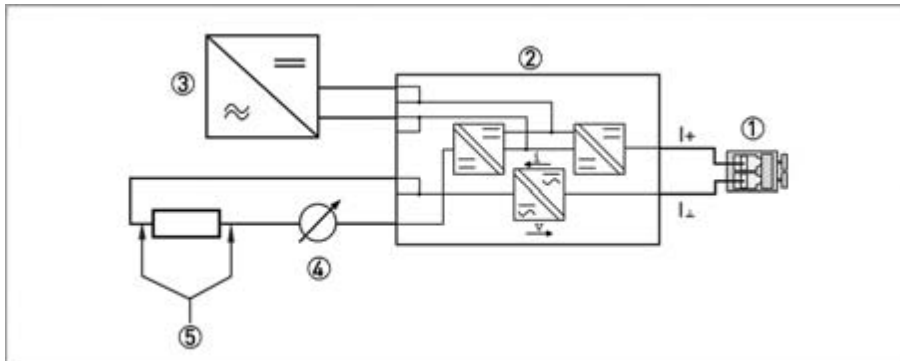 ②
③
①
I+
I⊥
④
⑤